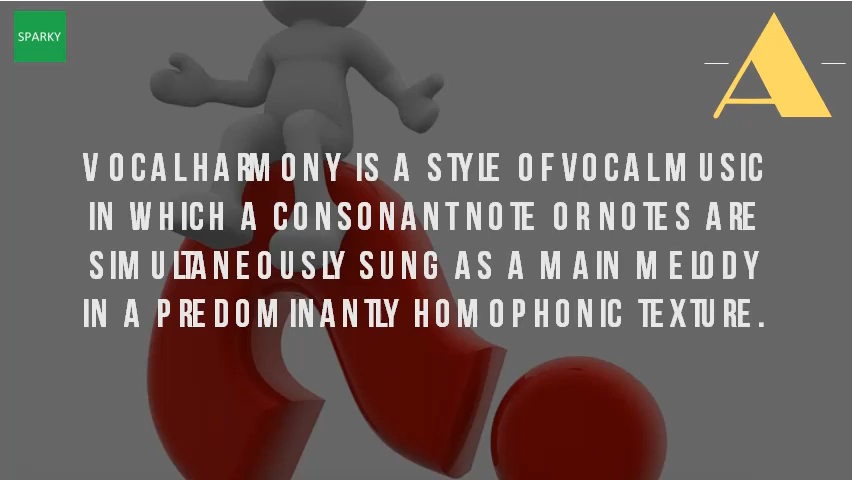 SPARKY
A
VOCAL HARMONY IS A STYLE OF VOCAL MUSIC
IN WHICH A CONSONANT NOTE OR NOTES ARE
SIMULTANEOUSLY SUNG AS A MAIN MELODY
IN A PREDOMINANTLY HOMOPHONIC TEXTURE.